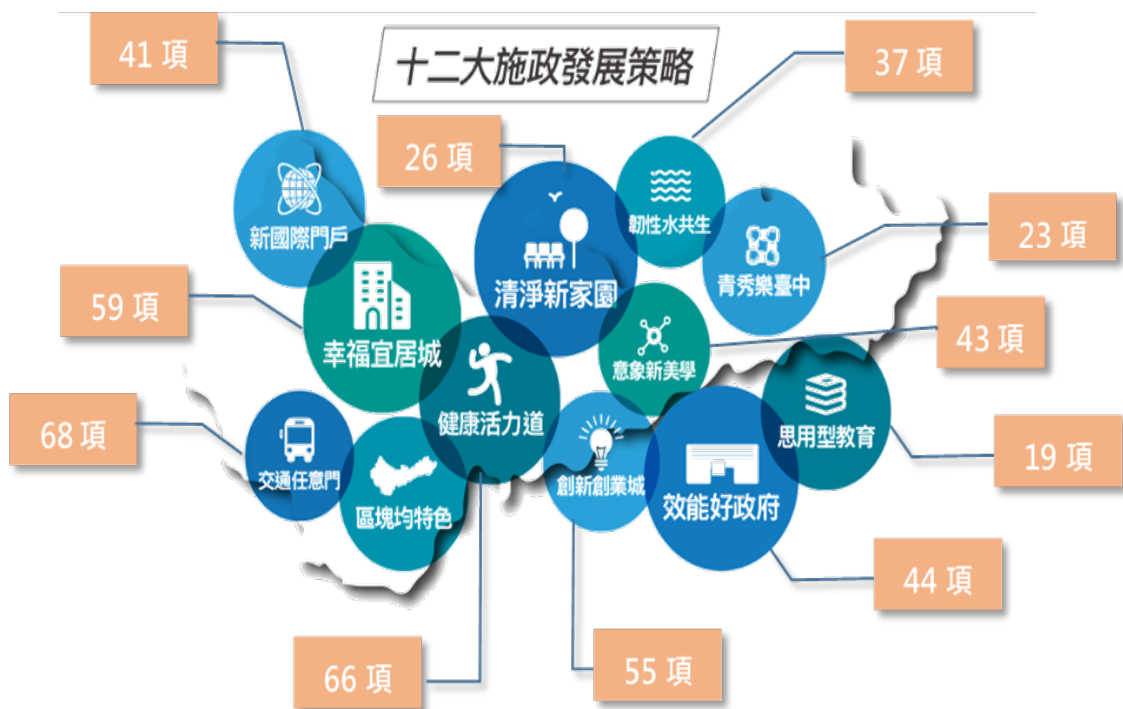 十二大施政發展策略
41 項
37 項
26 項
新國際門戶
韌性水共生
青秀樂臺中
23 項
清淨新家園
59 項
幸福宜居城
意象新美學
43 項
健康活力道
思用型教育
68 項
交通任意門
區塊均特色
創新創業城
效能好政府
19 項
44 項
66 項
55 項